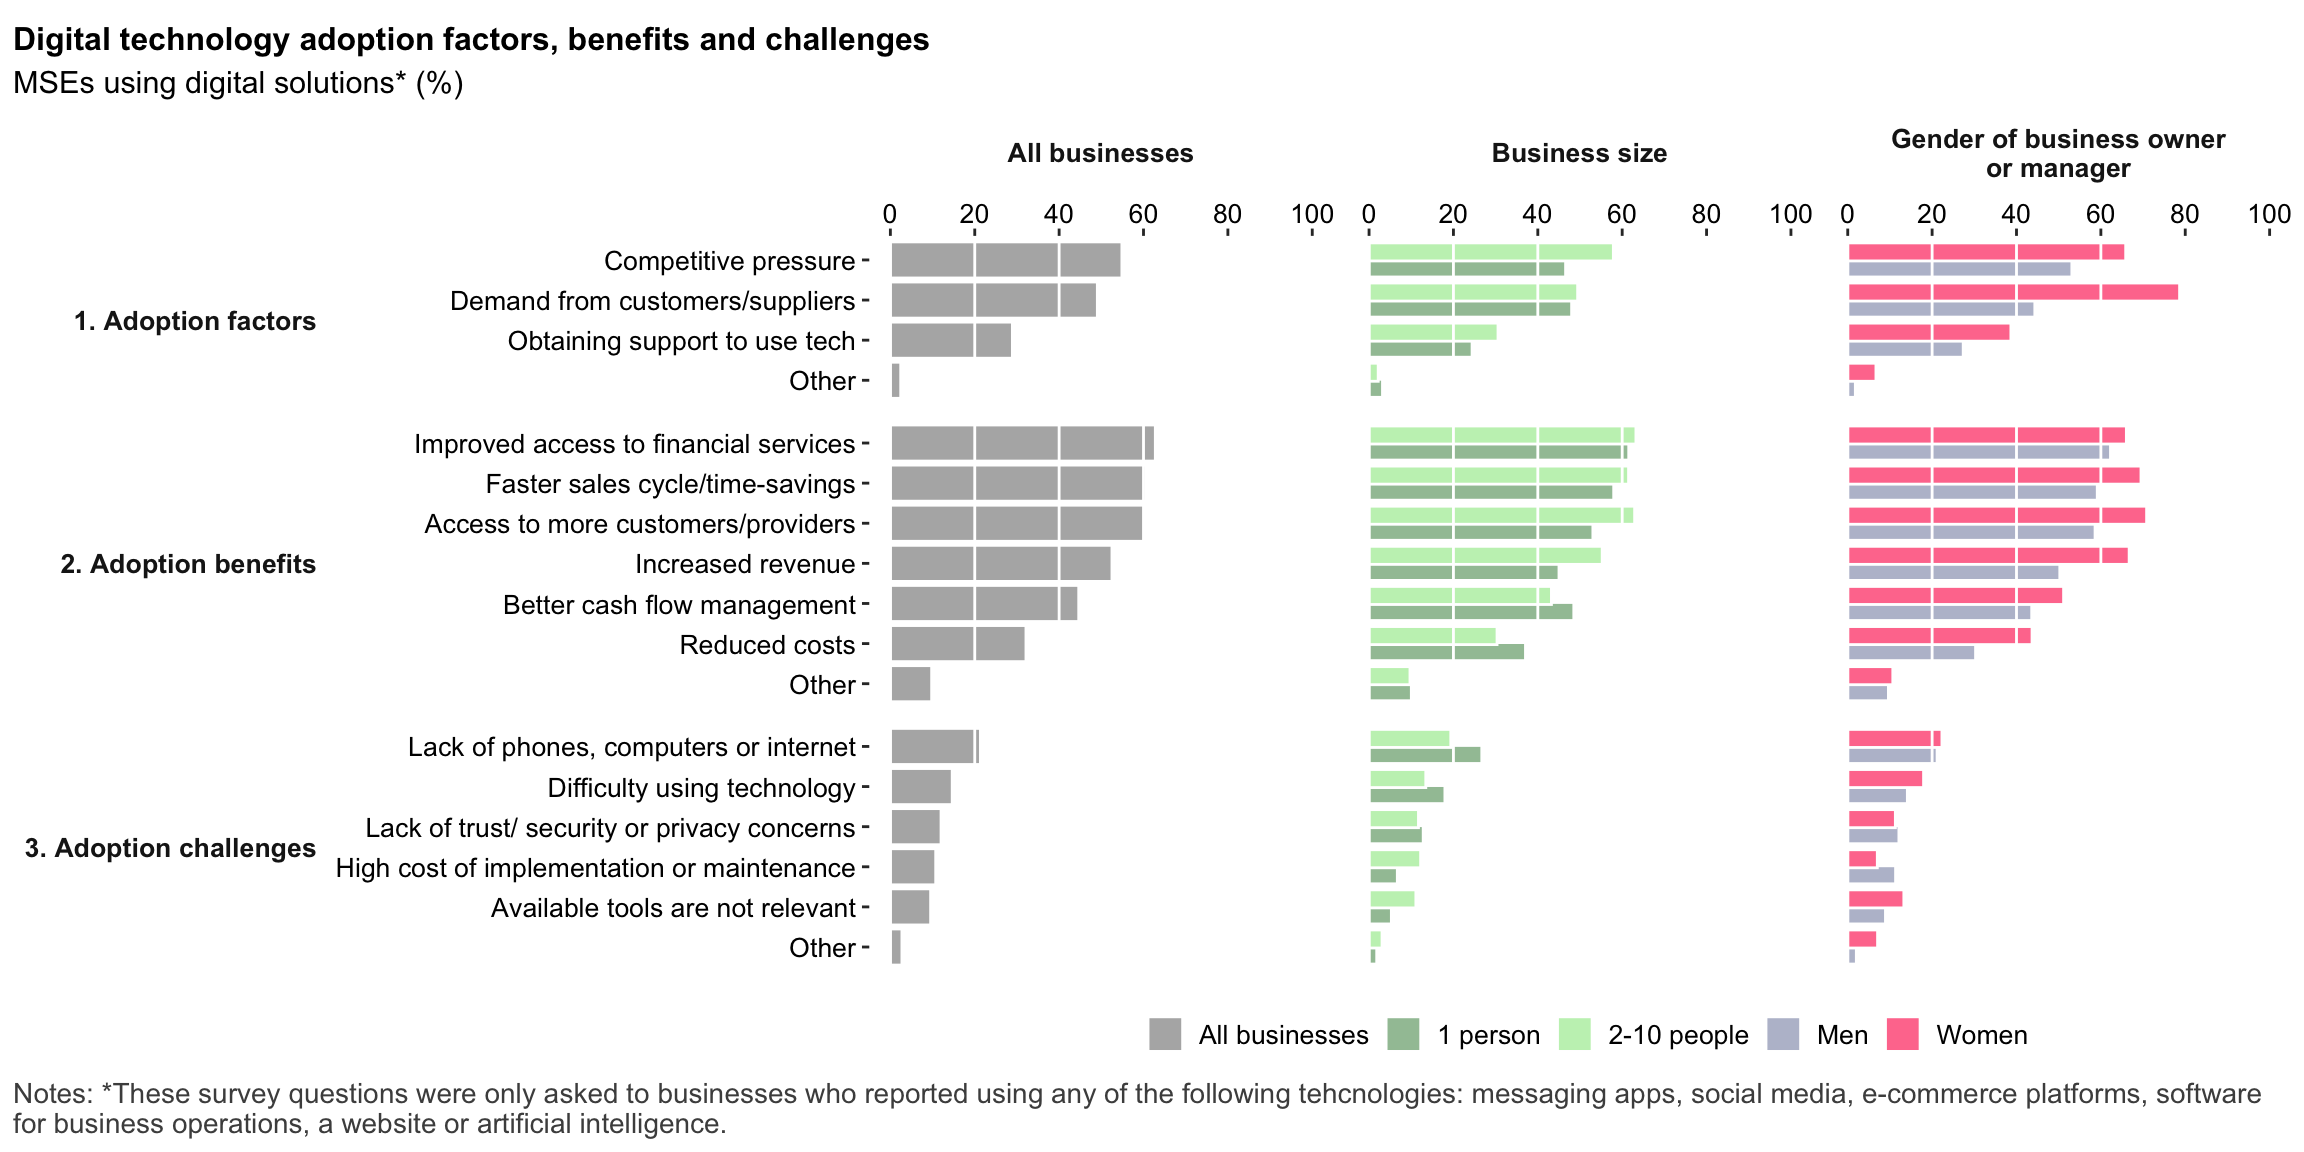 Digital technology adoption factors, benefits and challenges
MSEs using digital solutions* (%)
All businesses
Business size
Gender of business owner
or manager
0 20 40 60 80 100
0 20 40 60 80 100
0 20 40 60 80 100
1. Adoption factors
Competitive pressure
Demand from customers/suppliers
Obtaining support to use tech
Other
2. Adoption benefits
Improved access to financial services
Faster sales cycle/time-savings
Access to more customers/providers
Increased revenue
Better cash flow management
Reduced costs
Other
3. Adoption challenges
Lack of phones, computers or internet
Difficulty using technology
Lack of trust/ security or privacy concerns
High cost of implementation or maintenance
Available tools are not relevant
Other
All businesses 1 person 2-10 people Men Women
Notes: *These survey questions were only asked to businesses who reported using any of the following tehcnologies: messaging apps, social media, e-commerce platforms, software
for business operations, a website or artificial intelligence.